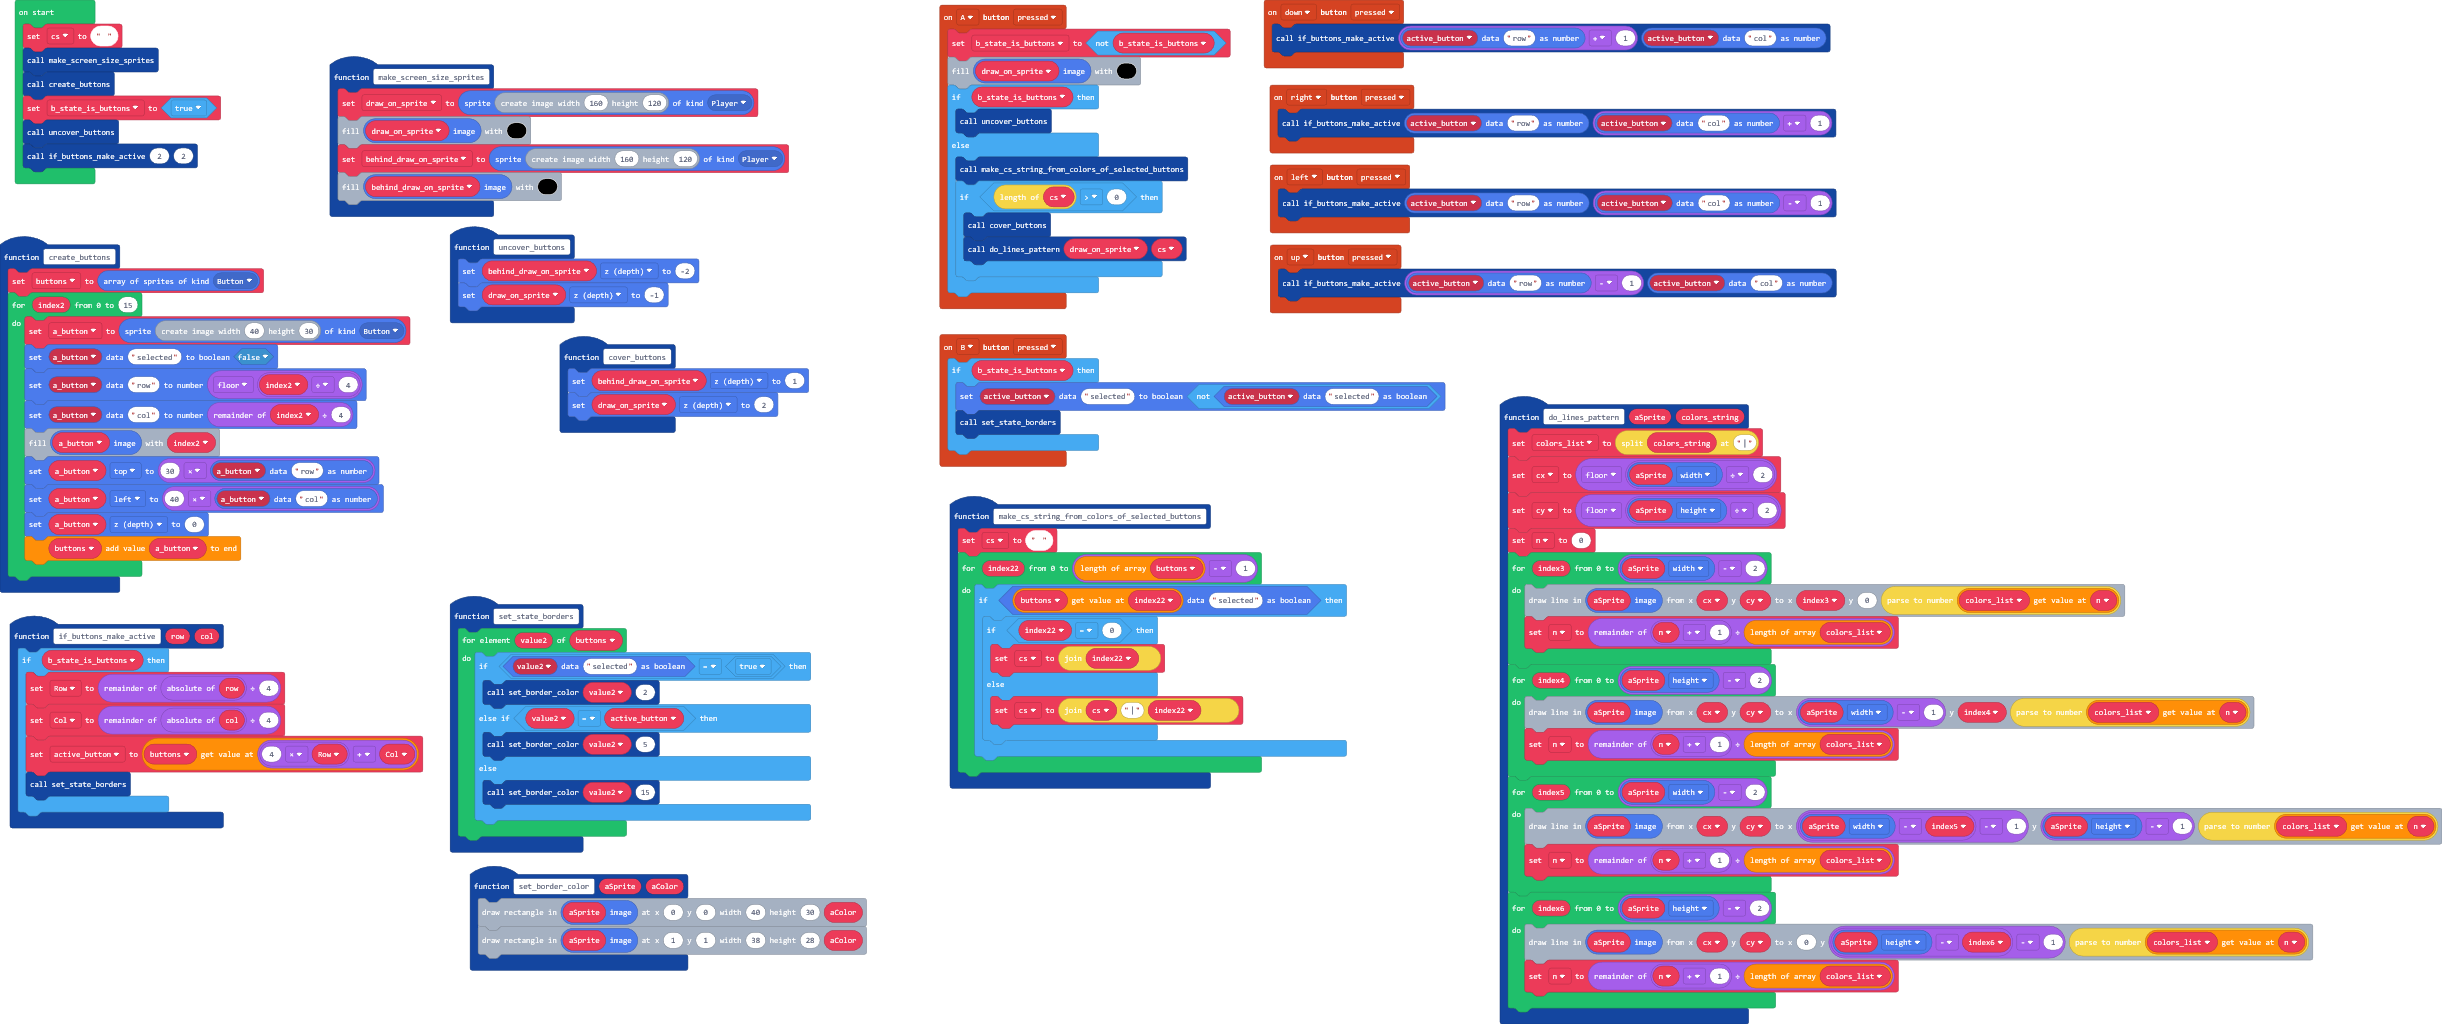 on start
set cs to " "
call make_screen_size_sprites
call create_buttons
set b_state_is_buttons to true
call uncover_buttons
call if_buttons_make_active 2 2
function make_screen_size_sprites
set draw_on_sprite to sprite create image width 160 height 120 of kind Player
fill draw_on_sprite image with
set behind_draw_on_sprite to sprite create image width 160 height 120 of kind Player
fill behind_draw_on_sprite image with
function create_buttons
set buttons to array of sprites of kind Button
for index2 from 0 to 15
do
set a_button to sprite create image width 40 height 30 of kind Button
set a_button data "selected" to boolean false
set a_button data "row" to number floor index2 ÷ 4
set a_button data "col" to number remainder of index2 ÷ 4
fill a_button image with index2
set a_button top to 30 × a_button data "row" as number
set a_button left to 40 × a_button data "col" as number
set a_button z (depth) to 0
buttons add value a_button to end
function uncover_buttons
set behind_draw_on_sprite z (depth) to -2
set draw_on_sprite z (depth) to -1
function cover_buttons
set behind_draw_on_sprite z (depth) to 1
set draw_on_sprite z (depth) to 2
function if_buttons_make_active row col
if b_state_is_buttons then
set Row to remainder of absolute of row ÷ 4
set Col to remainder of absolute of col ÷ 4
set active_button to buttons get value at 4 × Row + Col
call set_state_borders
function set_state_borders
for element value2 of buttons
do
if value2 data "selected" as boolean = true then
call set_border_color value2 2
else if value2 = active_button then
call set_border_color value2 5
else
call set_border_color value2 15
function set_border_color aSprite aColor
draw rectangle in aSprite image at x 0 y 0 width 40 height 30 aColor
draw rectangle in aSprite image at x 1 y 1 width 38 height 28 aColor
on A button pressed
set b_state_is_buttons to not b_state_is_buttons
fill draw_on_sprite image with
if b_state_is_buttons then
call uncover_buttons
else
call make_cs_string_from_colors_of_selected_buttons
if length of cs > 0 then
call cover_buttons
call do_lines_pattern draw_on_sprite cs
on B button pressed
if b_state_is_buttons then
set active_button data "selected" to boolean not active_button data "selected" as boolean
call set_state_borders
function make_cs_string_from_colors_of_selected_buttons
set cs to " "
for index22 from 0 to length of array buttons - 1
do
if buttons get value at index22 data "selected" as boolean then
if index22 = 0 then
set cs to join index22
else
set cs to join cs "|" index22
on down button pressed
call if_buttons_make_active active_button data "row" as number + 1 active_button data "col" as number
on right button pressed
call if_buttons_make_active active_button data "row" as number active_button data "col" as number + 1
on left button pressed
call if_buttons_make_active active_button data "row" as number active_button data "col" as number - 1
on up button pressed
call if_buttons_make_active active_button data "row" as number - 1 active_button data "col" as number
function do_lines_pattern aSprite colors_string
set colors_list to split colors_string at "|"
set cx to floor aSprite width ÷ 2
set cy to floor aSprite height ÷ 2
set n to 0
for index3 from 0 to aSprite width - 2
do
draw line in aSprite image from x cx y cy to x index3 y 0 parse to number colors_list get value at n
set n to remainder of n + 1 ÷ length of array colors_list
for index4 from 0 to aSprite height - 2
do
draw line in aSprite image from x cx y cy to x aSprite width - 1 y index4 parse to number colors_list get value at n
set n to remainder of n + 1 ÷ length of array colors_list
for index5 from 0 to aSprite width - 2
do
draw line in aSprite image from x cx y cy to x aSprite width - index5 - 1 y aSprite height - 1 parse to number colors_list get value at n
set n to remainder of n + 1 ÷ length of array colors_list
for index6 from 0 to aSprite height - 2
do
draw line in aSprite image from x cx y cy to x 0 y aSprite height - index6 - 1 parse to number colors_list get value at n
set n to remainder of n + 1 ÷ length of array colors_list